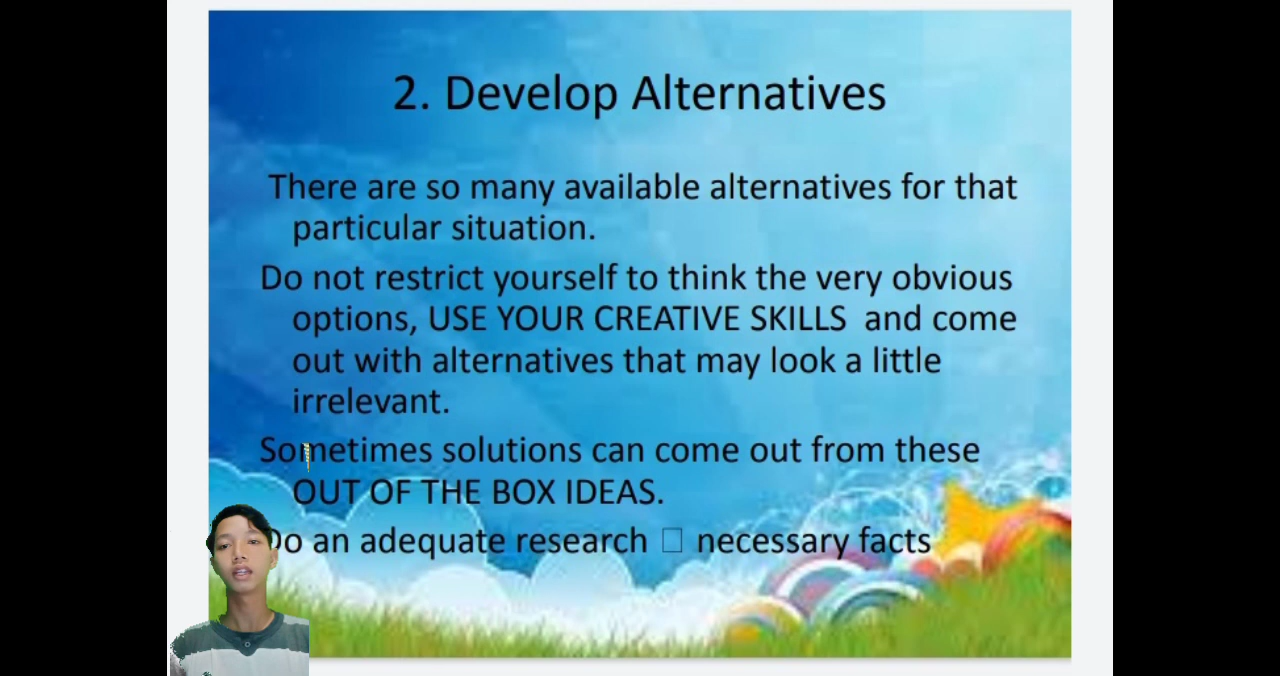 2. Develop Alternatives
There are so many available alternatives for that
particular situation.
Do not restrict yourself to think the very obvious
options, USE YOUR CREATIVE SKILLS and come
out with alternatives that may look a little
irrelevant.
Sometimes solutions can come out from these
OUT OF THE BOX IDEAS.
Do an adequate research □ necessary facts